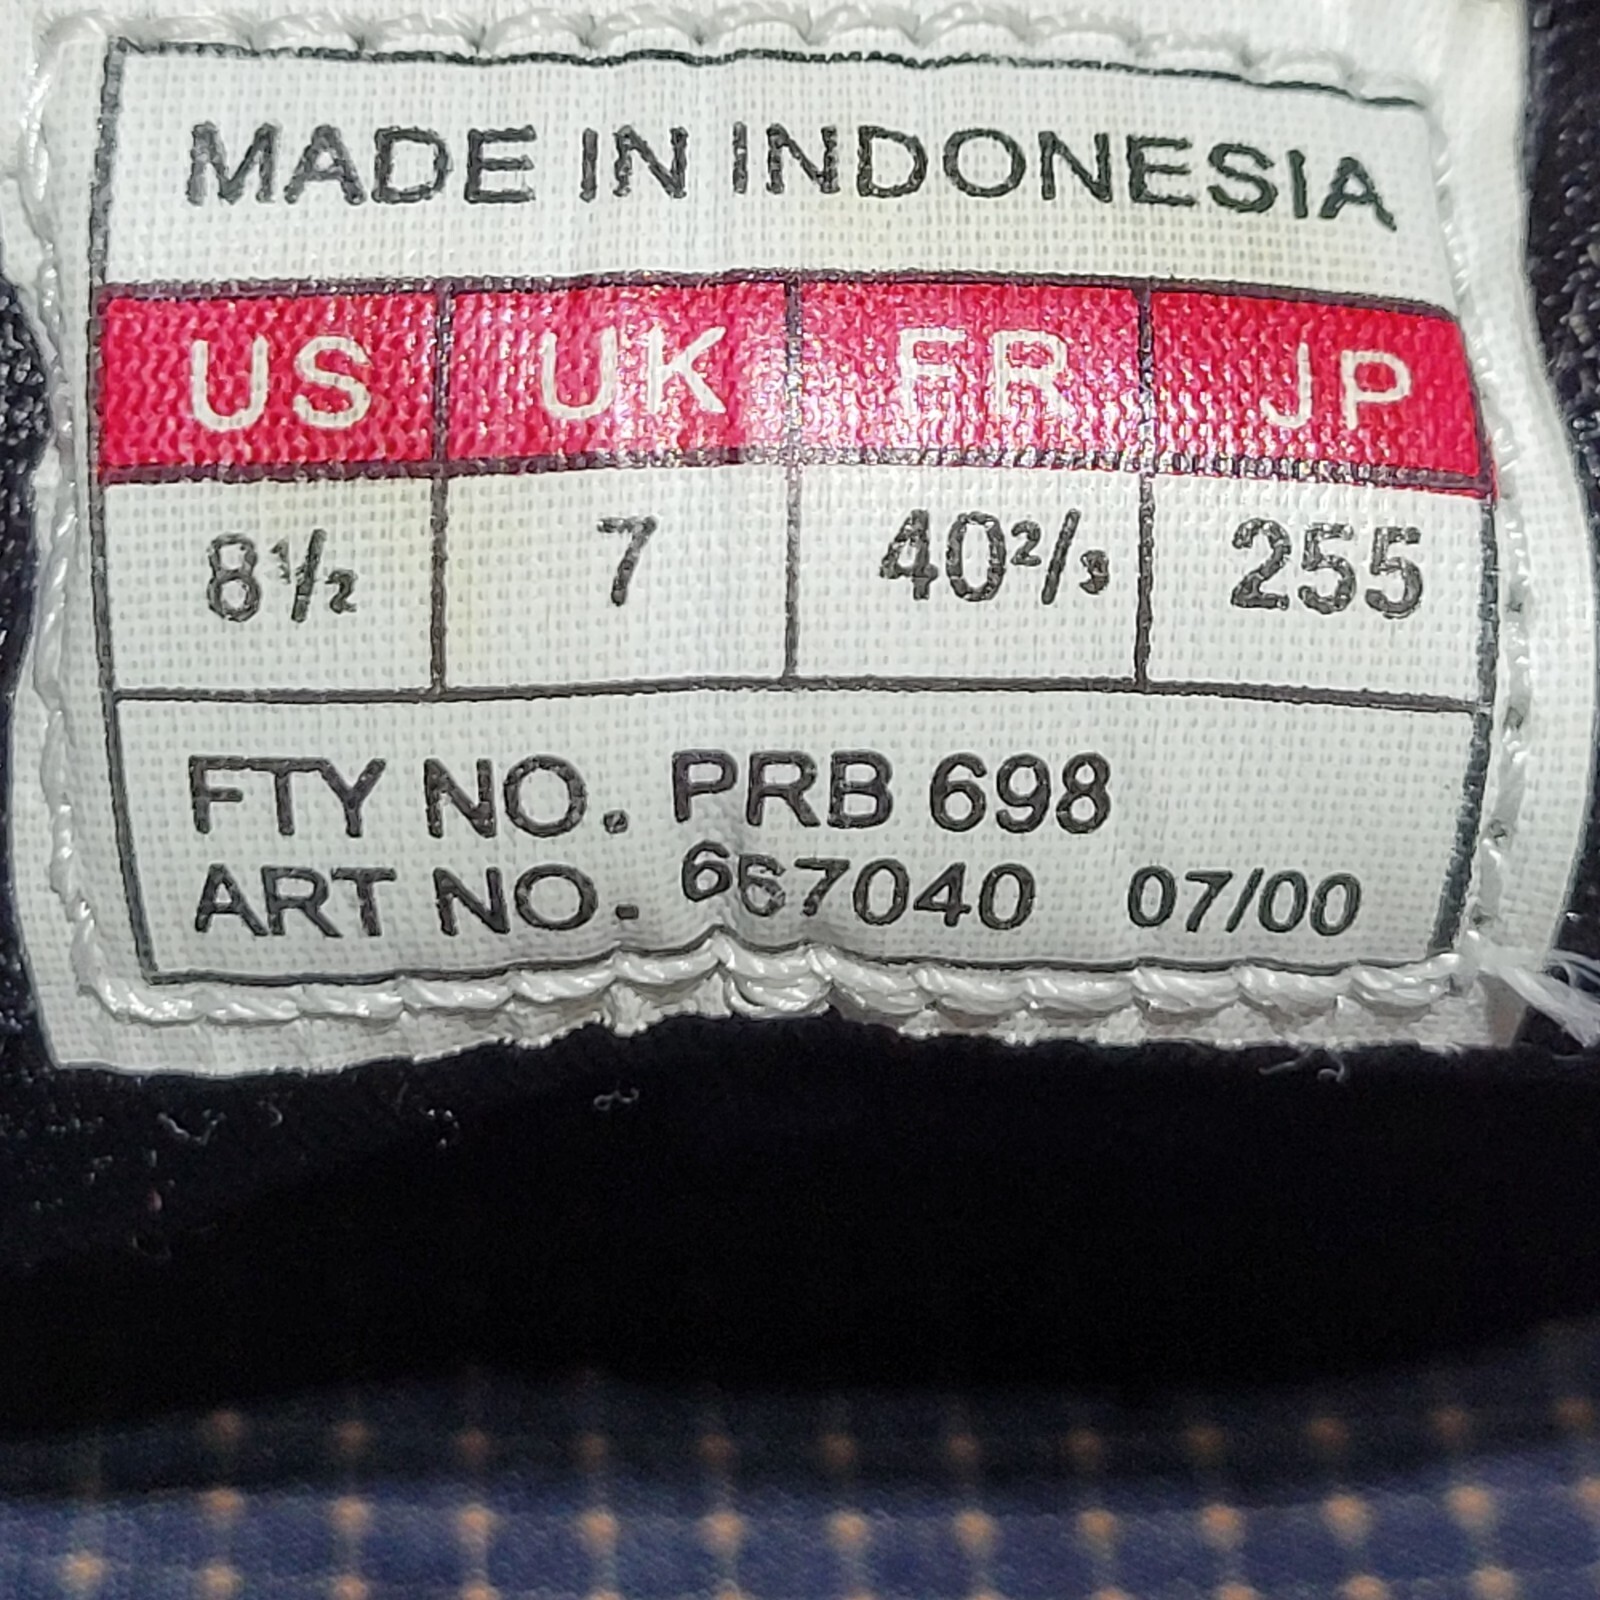 MADE IN INDONESIA
US UK FR JP
8½ 7 40⅔ 255
FTY NO. PRB 698
ART NO. 667040 07/00